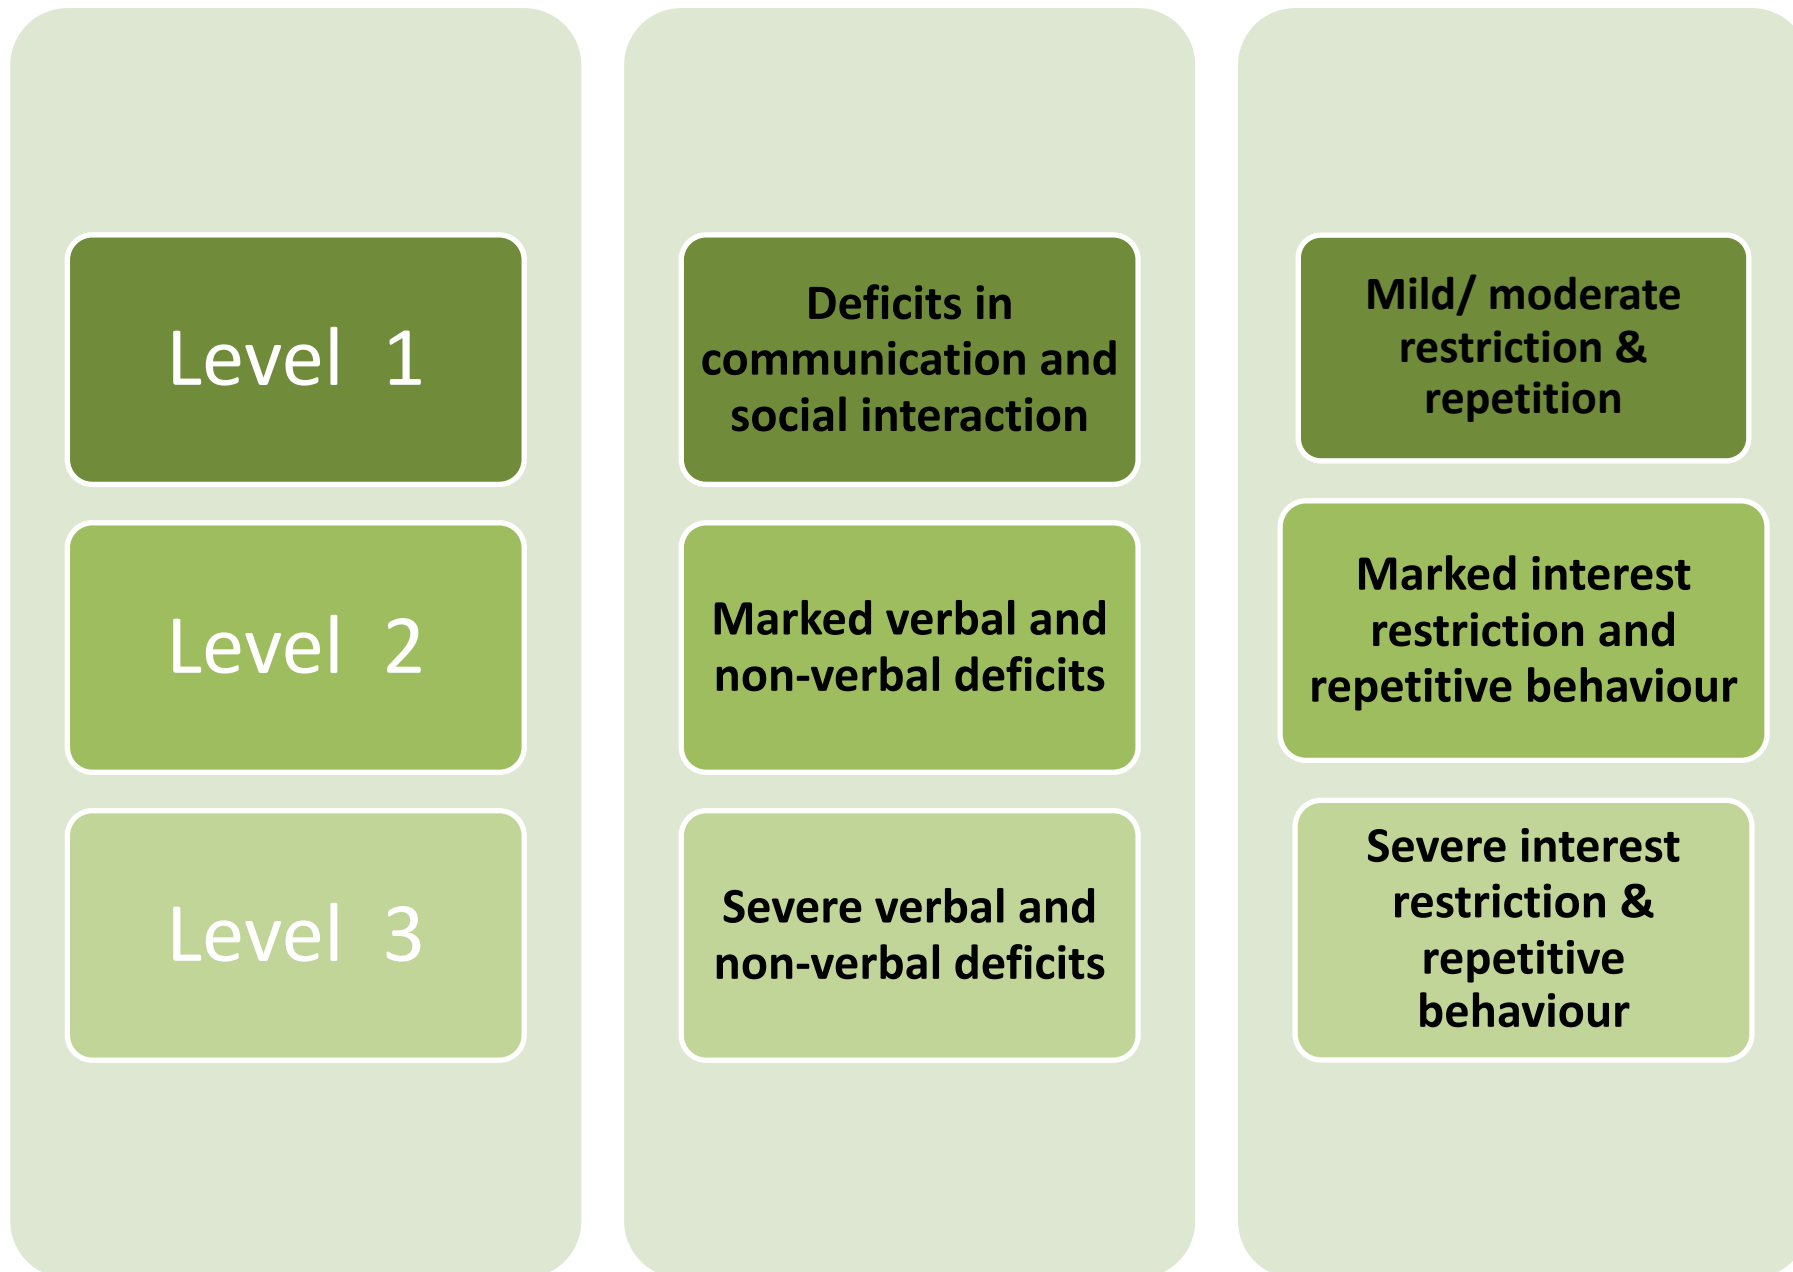 Level 1
Deficits in
communication and
social interaction
Mild/ moderate
restriction &
repetition
Level 2
Marked verbal and
non-verbal deficits
Marked interest
restriction and
repetitive behaviour
Level 3
Severe verbal and
non-verbal deficits
Severe interest
restriction &
repetitive
behaviour